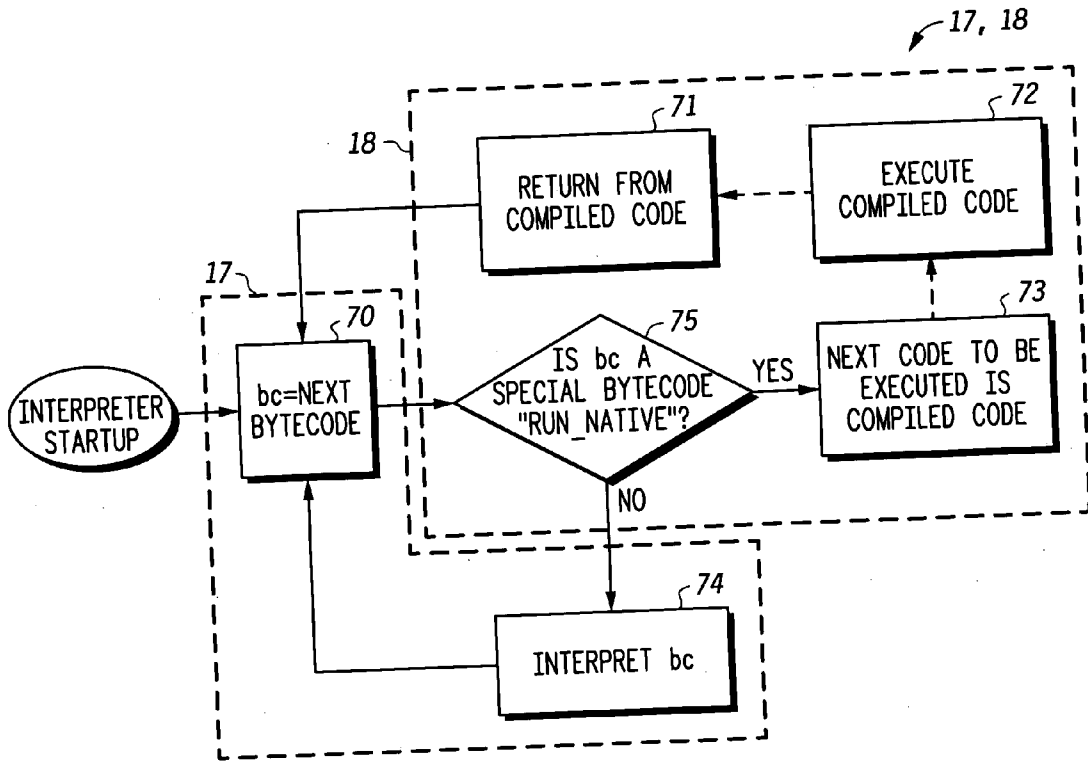 17, 18
18
71
RETURN FROM
COMPILED CODE
72
EXECUTE
COMPILED CODE
17
70
bc=NEXT
BYTECODE
INTERPRETER
STARTUP
75
IS bc A
SPECIAL BYTECODE
"RUN_NATIVE"?
YES
73
NEXT CODE TO BE
EXECUTED IS
COMPILED CODE
NO
74
INTERPRET bc